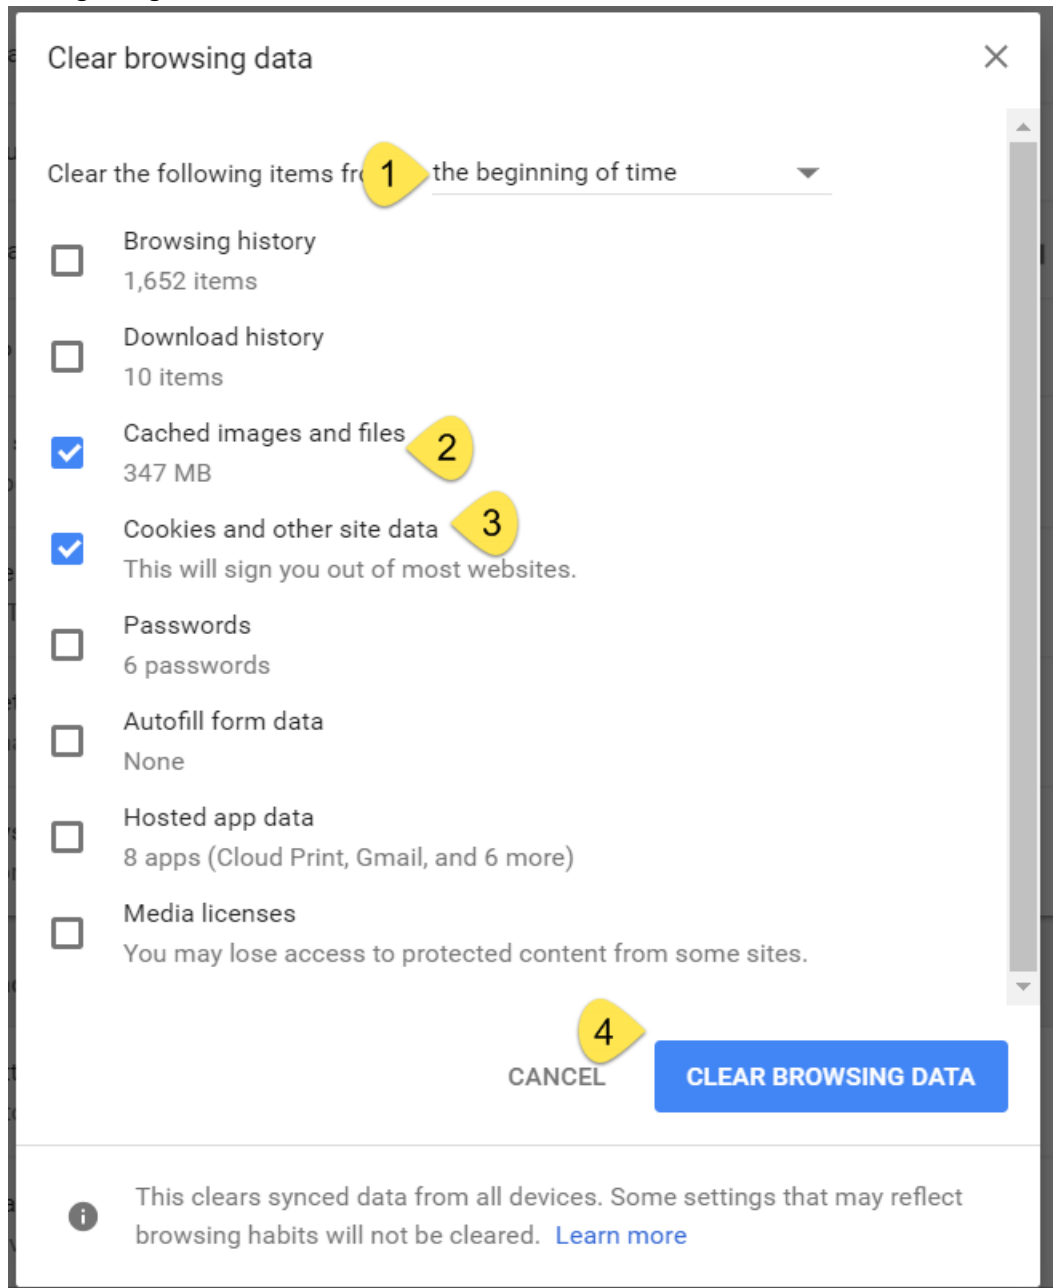 Clear browsing data
Clear the following items fr 1 the beginning of time
Browsing history
1,652 items
Download history
10 items
Cached images and files 2
347 MB
Cookies and other site data 3
This will sign you out of most websites.
Passwords
6 passwords
Autofill form data
None
Hosted app data
8 apps (Cloud Print, Gmail, and 6 more)
Media licenses
You may lose access to protected content from some sites.
4
CANCEL CLEAR BROWSING DATA
This clears synced data from all devices. Some settings that may reflect
browsing habits will not be cleared. Learn more